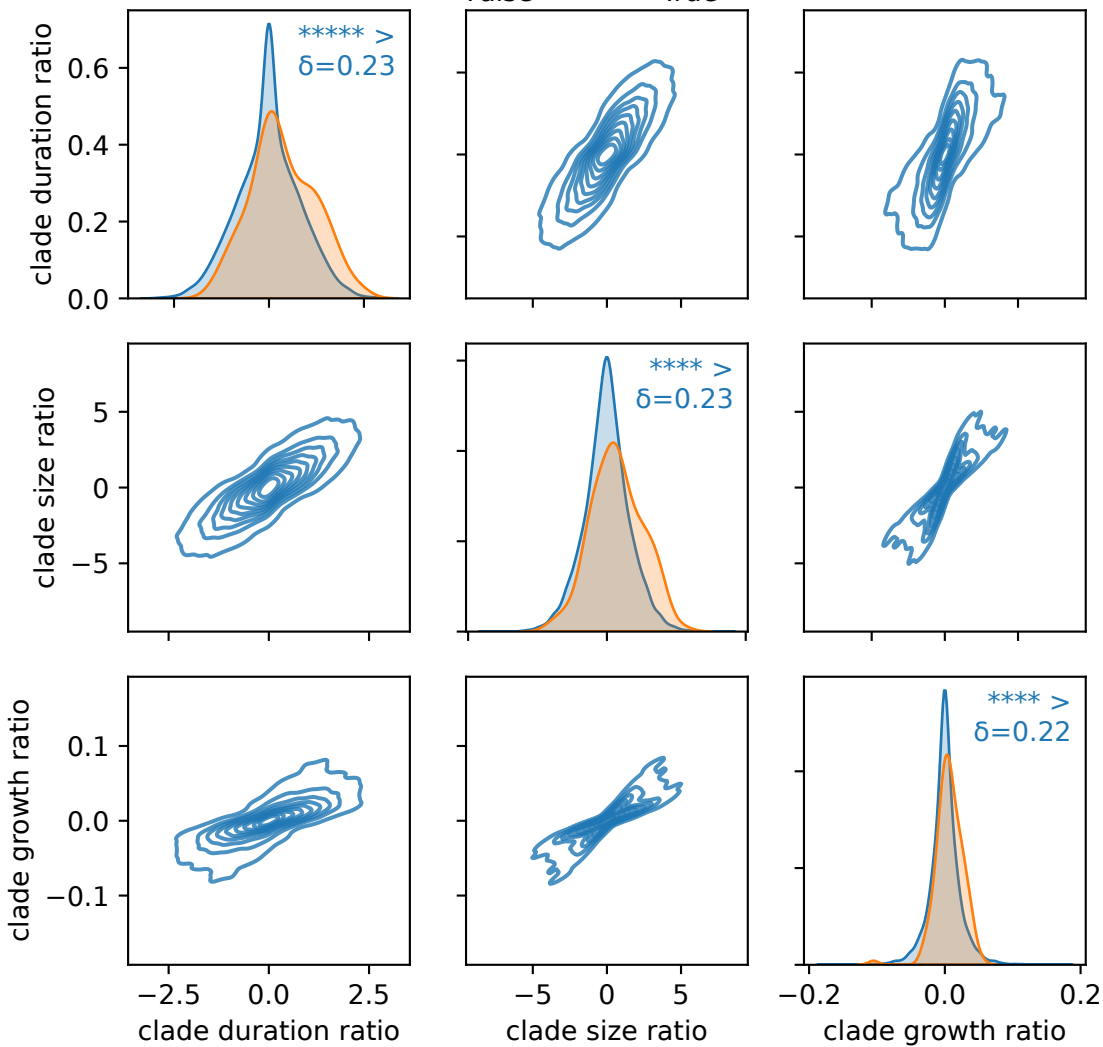 clade duration ratio
0.6
0.4
0.2
0.0
***** >
δ=0.23
clade size ratio
5
0
−5
**** >
δ=0.23
clade growth ratio
0.1
0.0
−0.1
**** >
δ=0.22
−2.5 0.0 2.5
−5 0 5
−0.2 0.0 0.2
clade duration ratio
clade size ratio
clade growth ratio